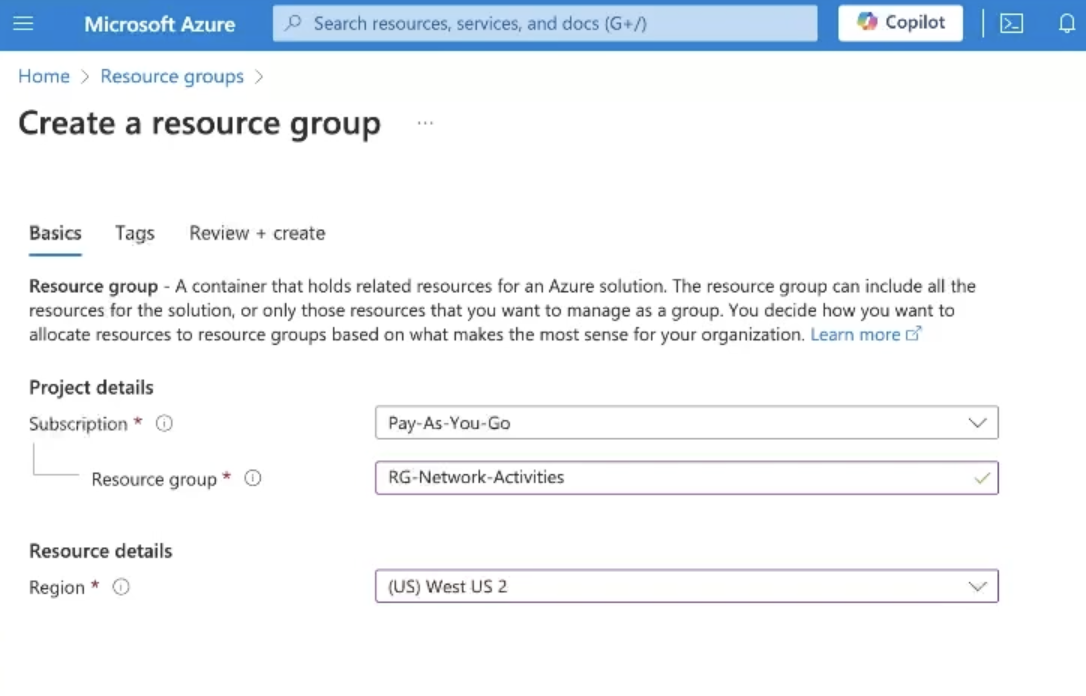 Microsoft Azure
Search resources, services, and docs (G+/)
Copilot
Home > Resource groups >
Create a resource group ...
Basics Tags Review + create
Resource group - A container that holds related resources for an Azure solution. The resource group can include all the
resources for the solution, or only those resources that you want to manage as a group. You decide how you want to
allocate resources to resource groups based on what makes the most sense for your organization. Learn more
Project details
Subscription * Pay-As-You-Go
Resource group * RG-Network-Activities
Resource details
Region * (US) West US 2